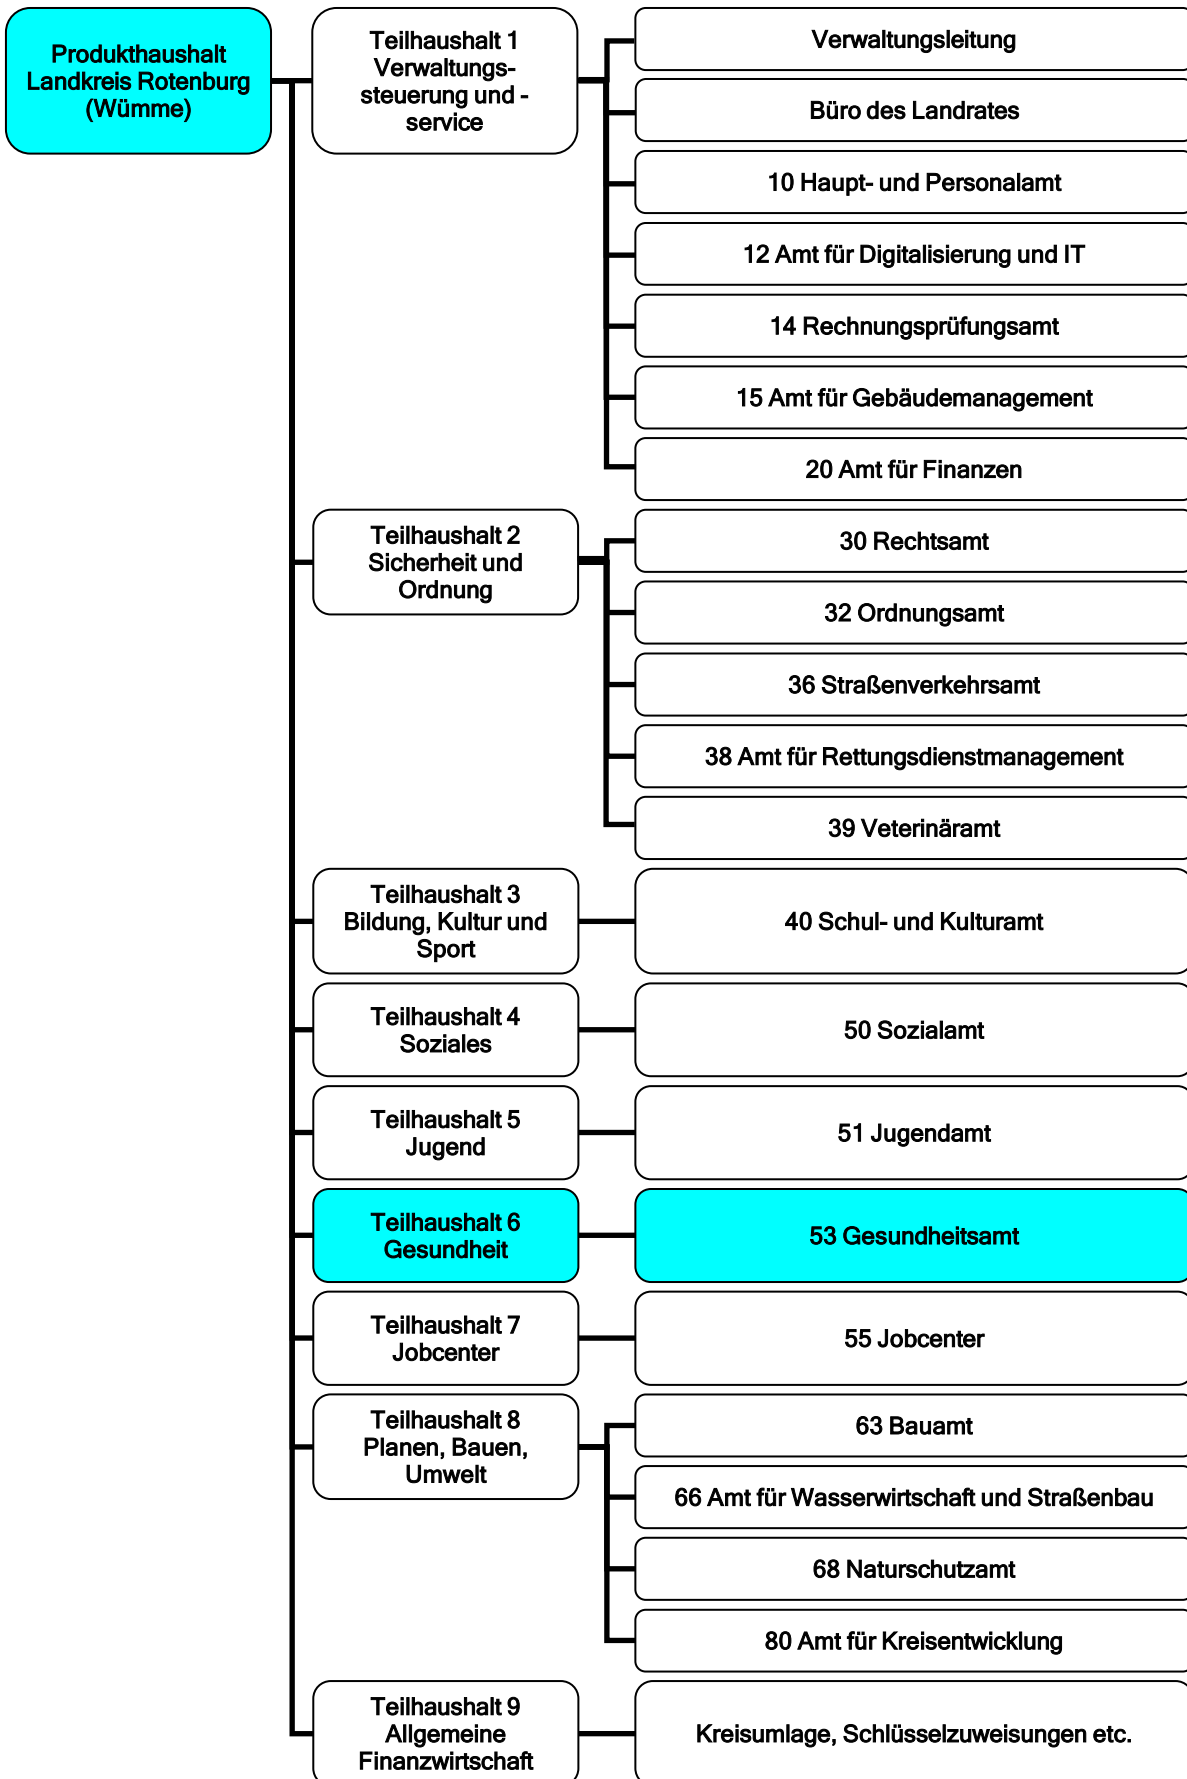 Produkthaushalt
Landkreis Rotenburg
(Wümme)
Teilhaushalt 1
Verwaltungs-
steuerung und -
service
Verwaltungsleitung
Büro des Landrates
10 Haupt- und Personalamt
12 Amt für Digitalisierung und IT
14 Rechnungsprüfungsamt
15 Amt für Gebäudemanagement
20 Amt für Finanzen
Teilhaushalt 2
Sicherheit und
Ordnung
30 Rechtsamt
32 Ordnungsamt
36 Straßenverkehrsamt
38 Amt für Rettungsdienstmanagement
39 Veterinäramt
Teilhaushalt 3
Bildung, Kultur und
Sport
40 Schul- und Kulturamt
Teilhaushalt 4
Soziales
50 Sozialamt
Teilhaushalt 5
Jugend
51 Jugendamt
Teilhaushalt 6
Gesundheit
53 Gesundheitsamt
Teilhaushalt 7
Jobcenter
55 Jobcenter
Teilhaushalt 8
Planen, Bauen,
Umwelt
63 Bauamt
66 Amt für Wasserwirtschaft und Straßenbau
68 Naturschutzamt
80 Amt für Kreisentwicklung
Teilhaushalt 9
Allgemeine
Finanzwirtschaft
Kreisumlage, Schlüsselzuweisungen etc.